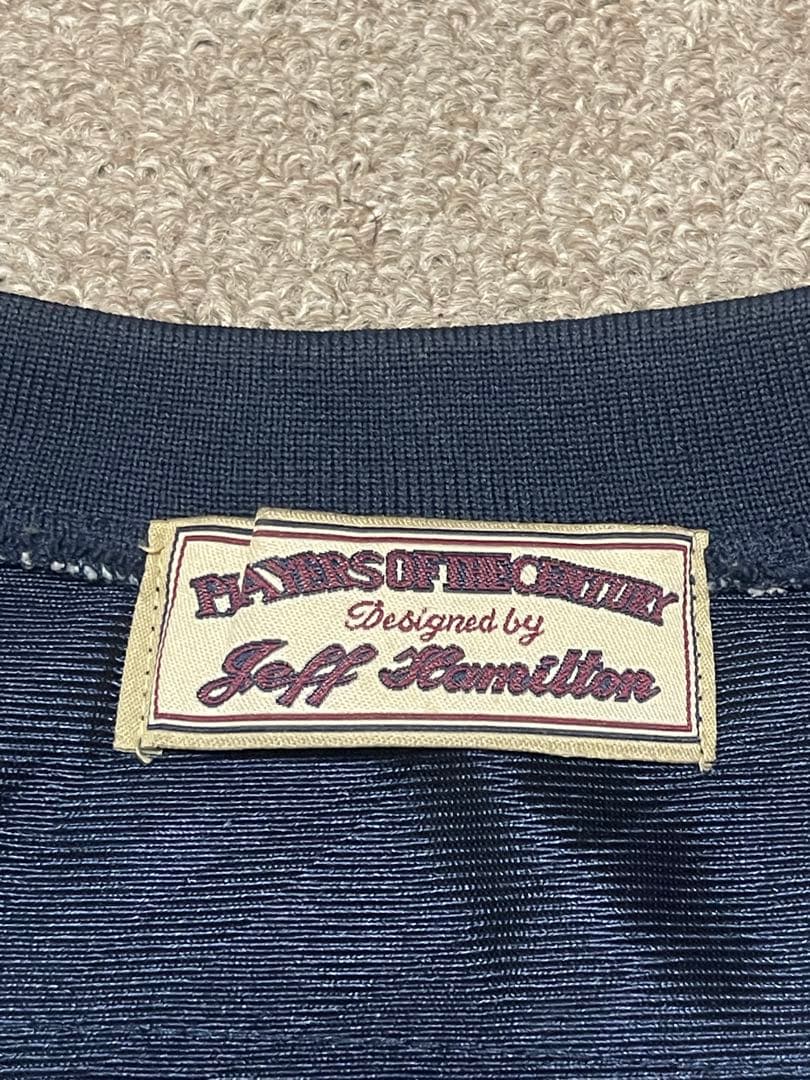 PLAYERS OF THE CENTURY
Designed by
Jeff Hamilton